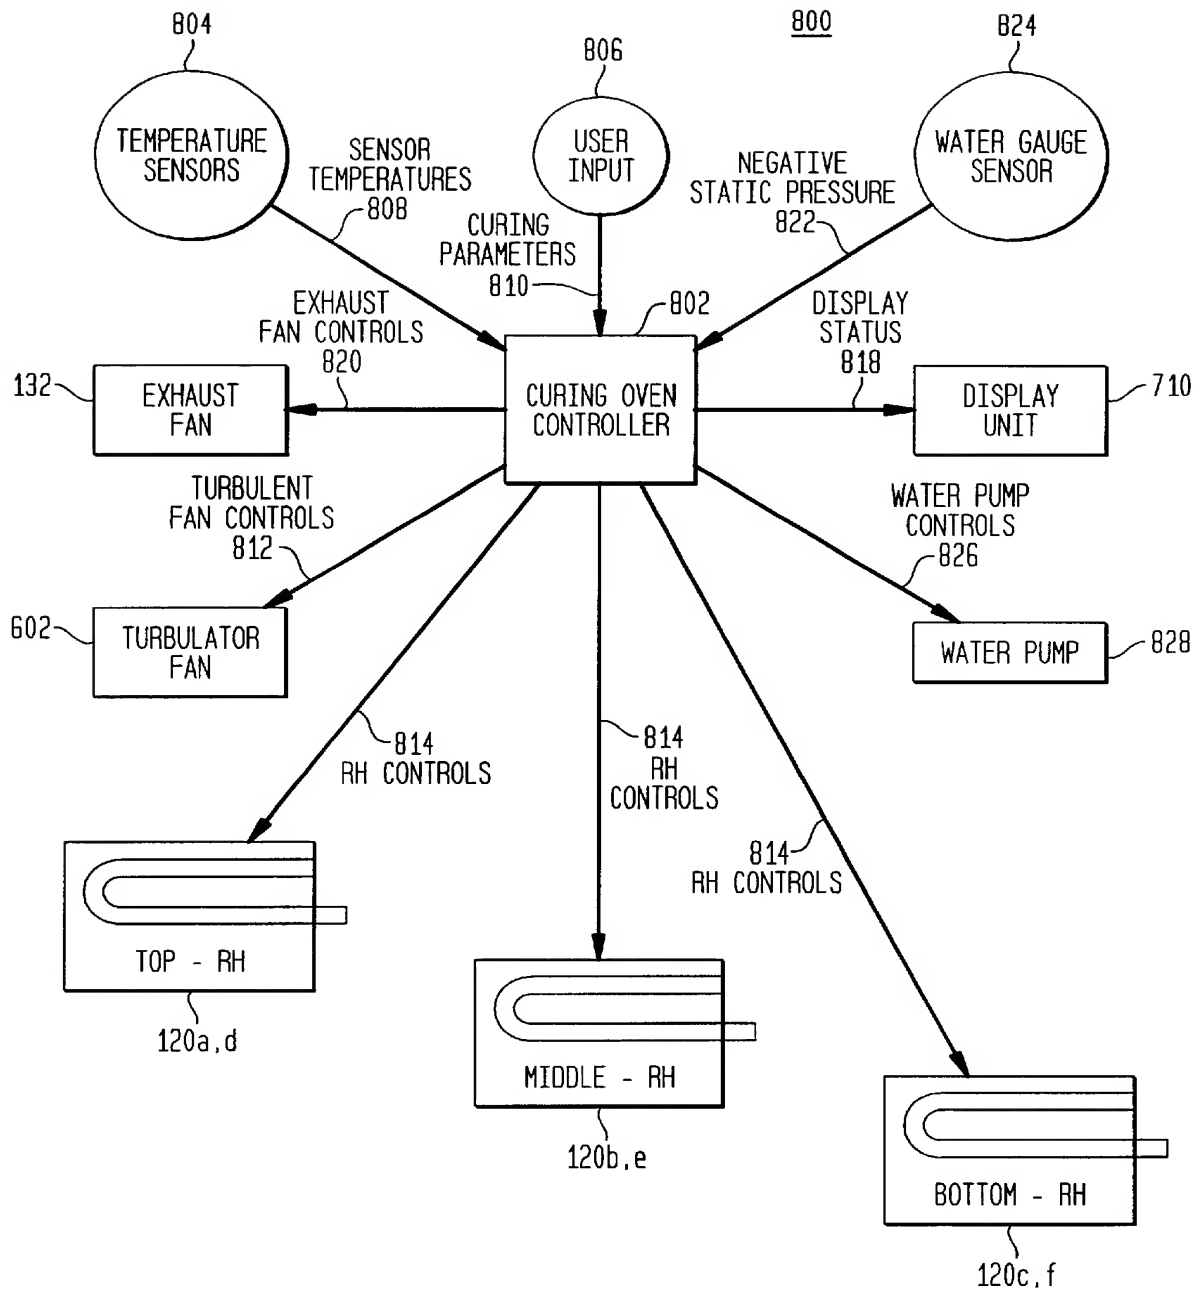 800
804
806
824
TEMPERATURE
SENSORS
USER
INPUT
WATER GAUGE
SENSOR
SENSOR
TEMPERATURES
808
CURING
PARAMETERS
810
NEGATIVE
STATIC PRESSURE
822
EXHAUST
FAN CONTROLS
820
802
DISPLAY
STATUS
818
132
EXHAUST
FAN
CURING OVEN
CONTROLLER
DISPLAY
UNIT
710
TURBULENT
FAN CONTROLS
812
WATER PUMP
CONTROLS
826
602
TURBULATOR
FAN
WATER PUMP
828
814
RH CONTROLS
814
RH
CONTROLS
814
RH CONTROLS
TOP - RH
120a,d
MIDDLE - RH
120b,e
BOTTOM - RH
120c,f